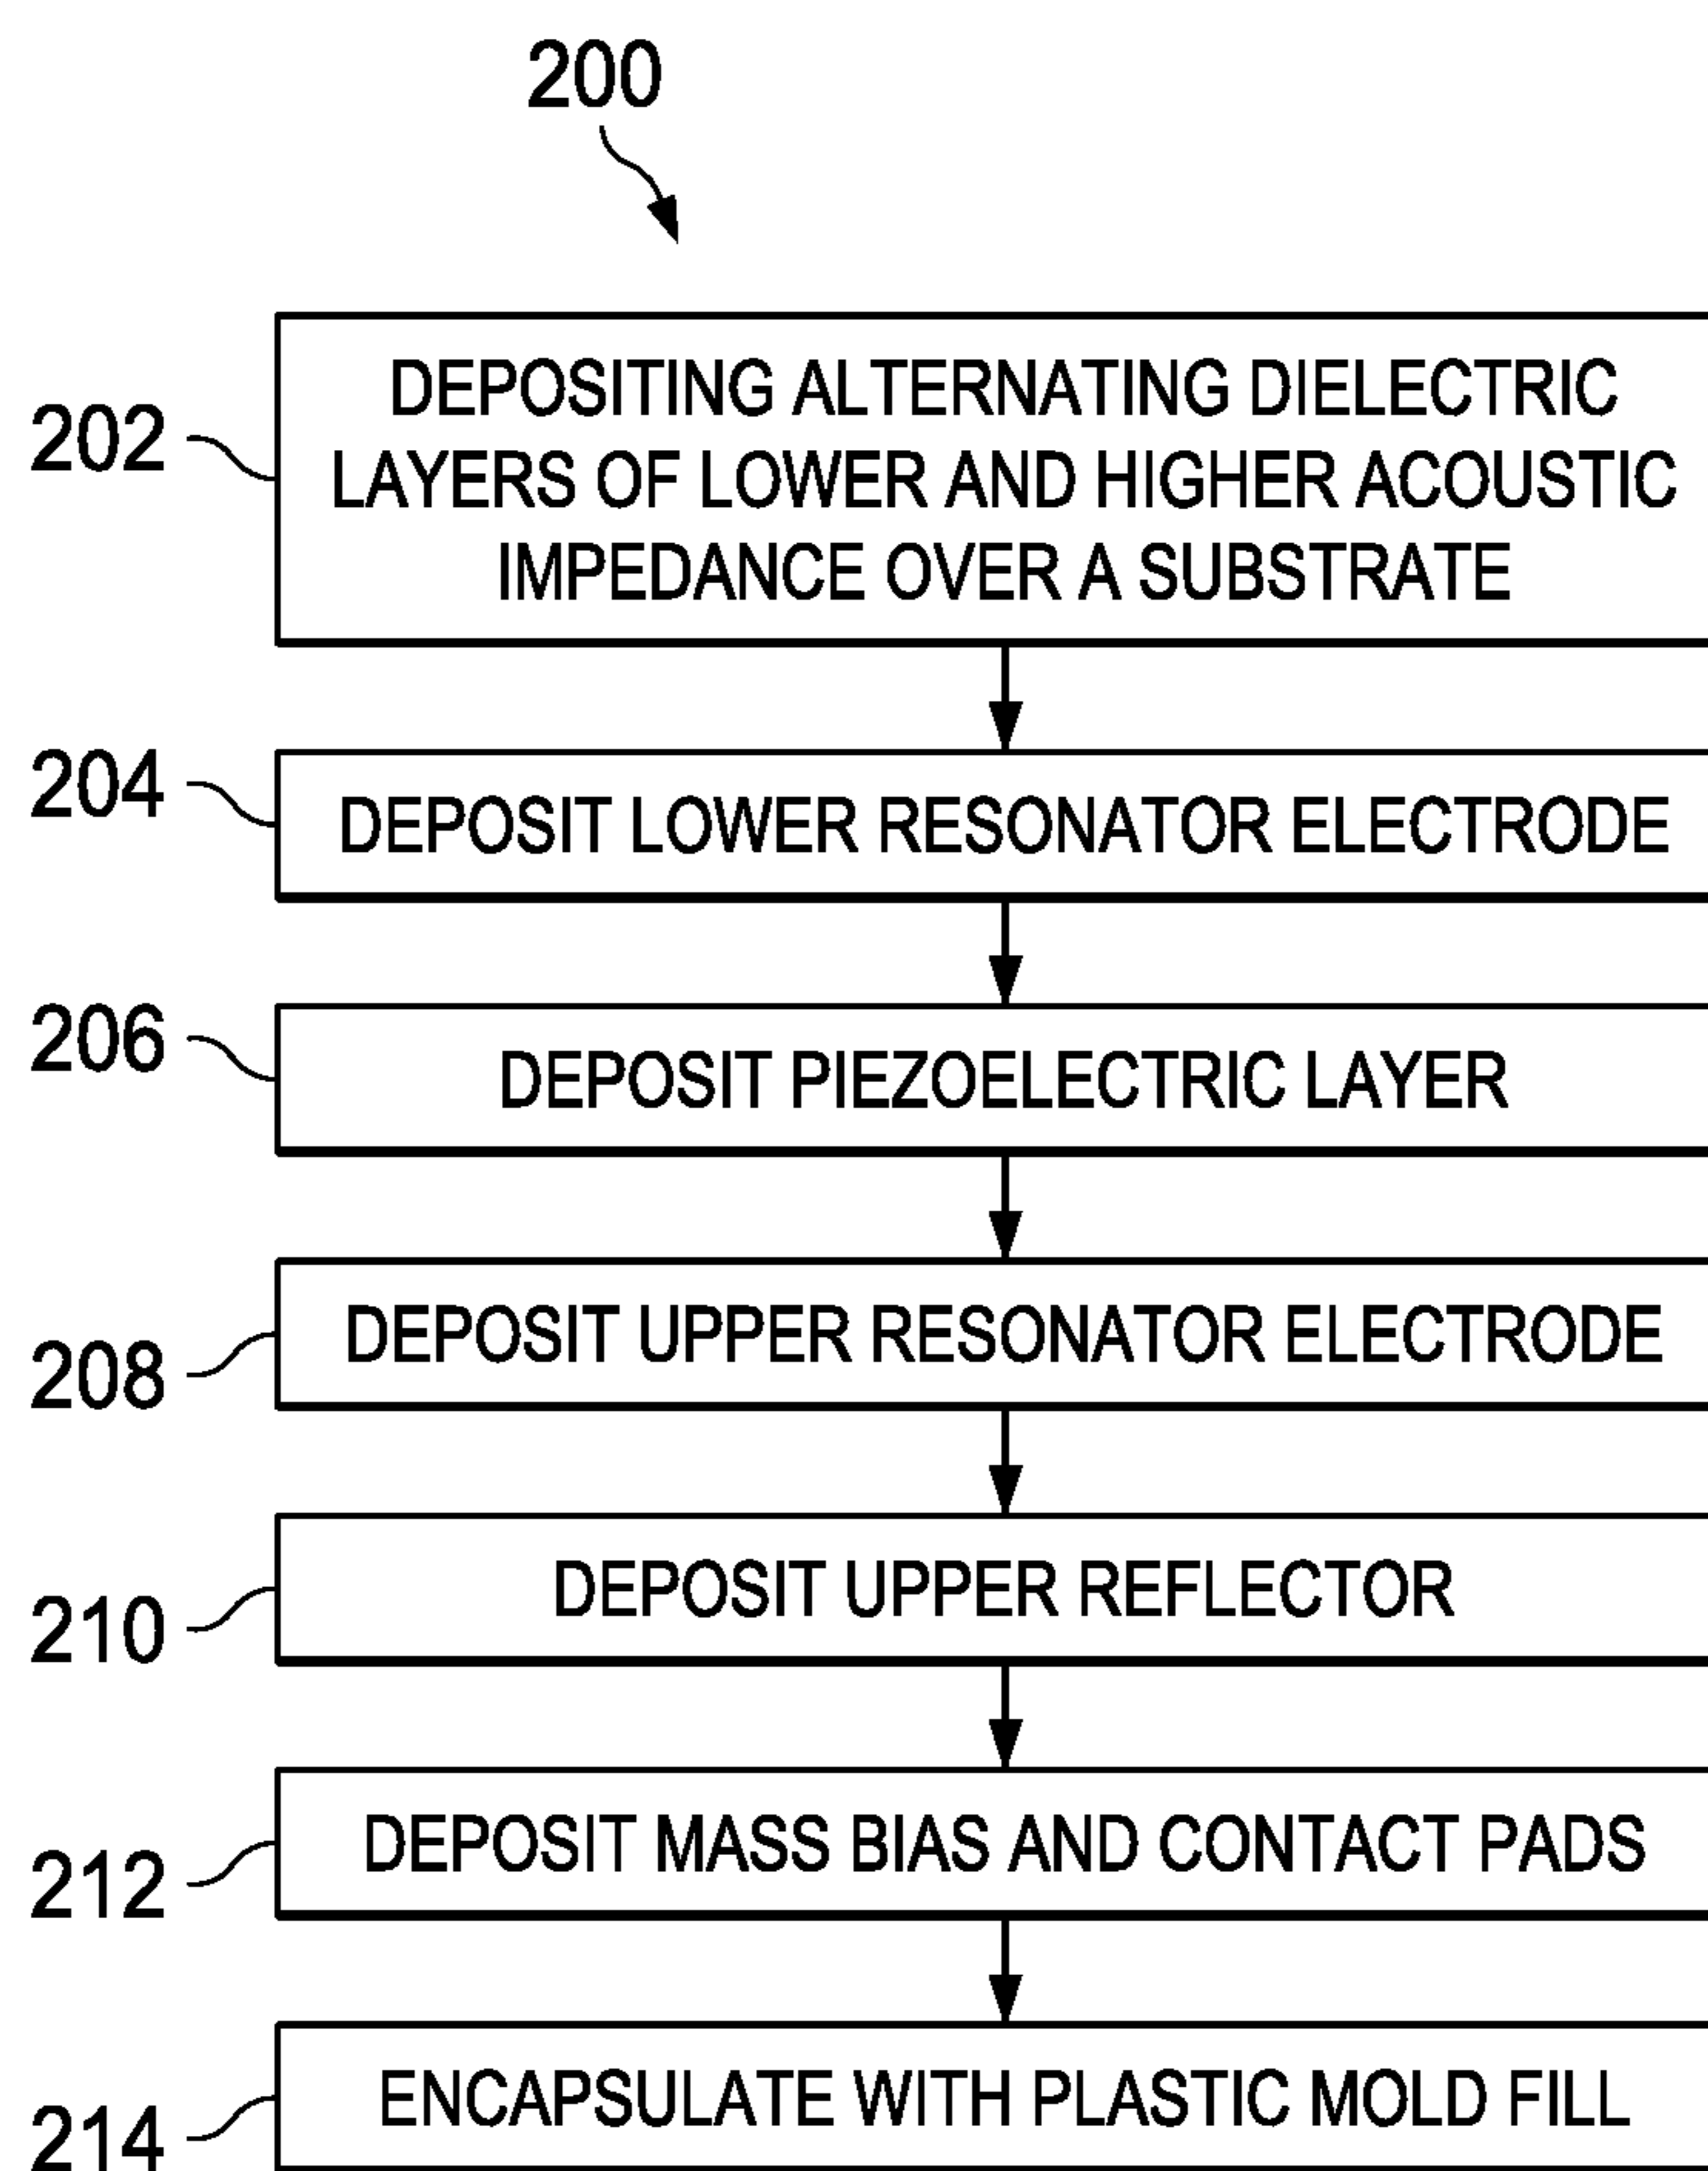 200
202
DEPOSITING ALTERNATING DIELECTRIC
LAYERS OF LOWER AND HIGHER ACOUSTIC
IMPEDANCE OVER A SUBSTRATE
204
DEPOSIT LOWER RESONATOR ELECTRODE
206
DEPOSIT PIEZOELECTRIC LAYER
208
DEPOSIT UPPER RESONATOR ELECTRODE
210
DEPOSIT UPPER REFLECTOR
212
DEPOSIT MASS BIAS AND CONTACT PADS
214
ENCAPSULATE WITH PLASTIC MOLD FILL